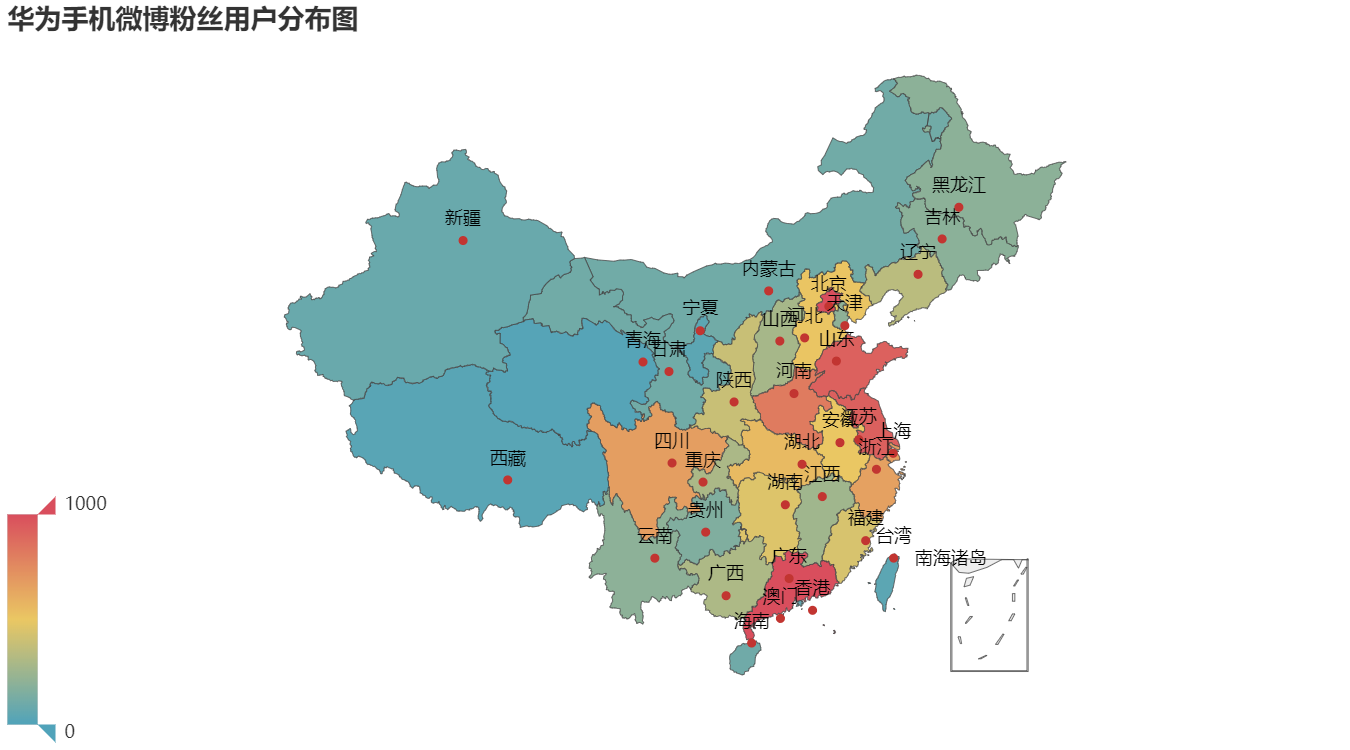 华为手机微博粉丝用户分布图
黑龙江
吉林
新疆
辽宁
内蒙古
北京
天津
宁夏
河北
山西
山东
青海
甘肃
河南
陕西
江苏
安徽
上海
四川
湖北
浙江
西藏
重庆
江西
湖南
1000
贵州
福建
云南
台湾
广东
南海诸岛
广西
香港
澳门
海南
0